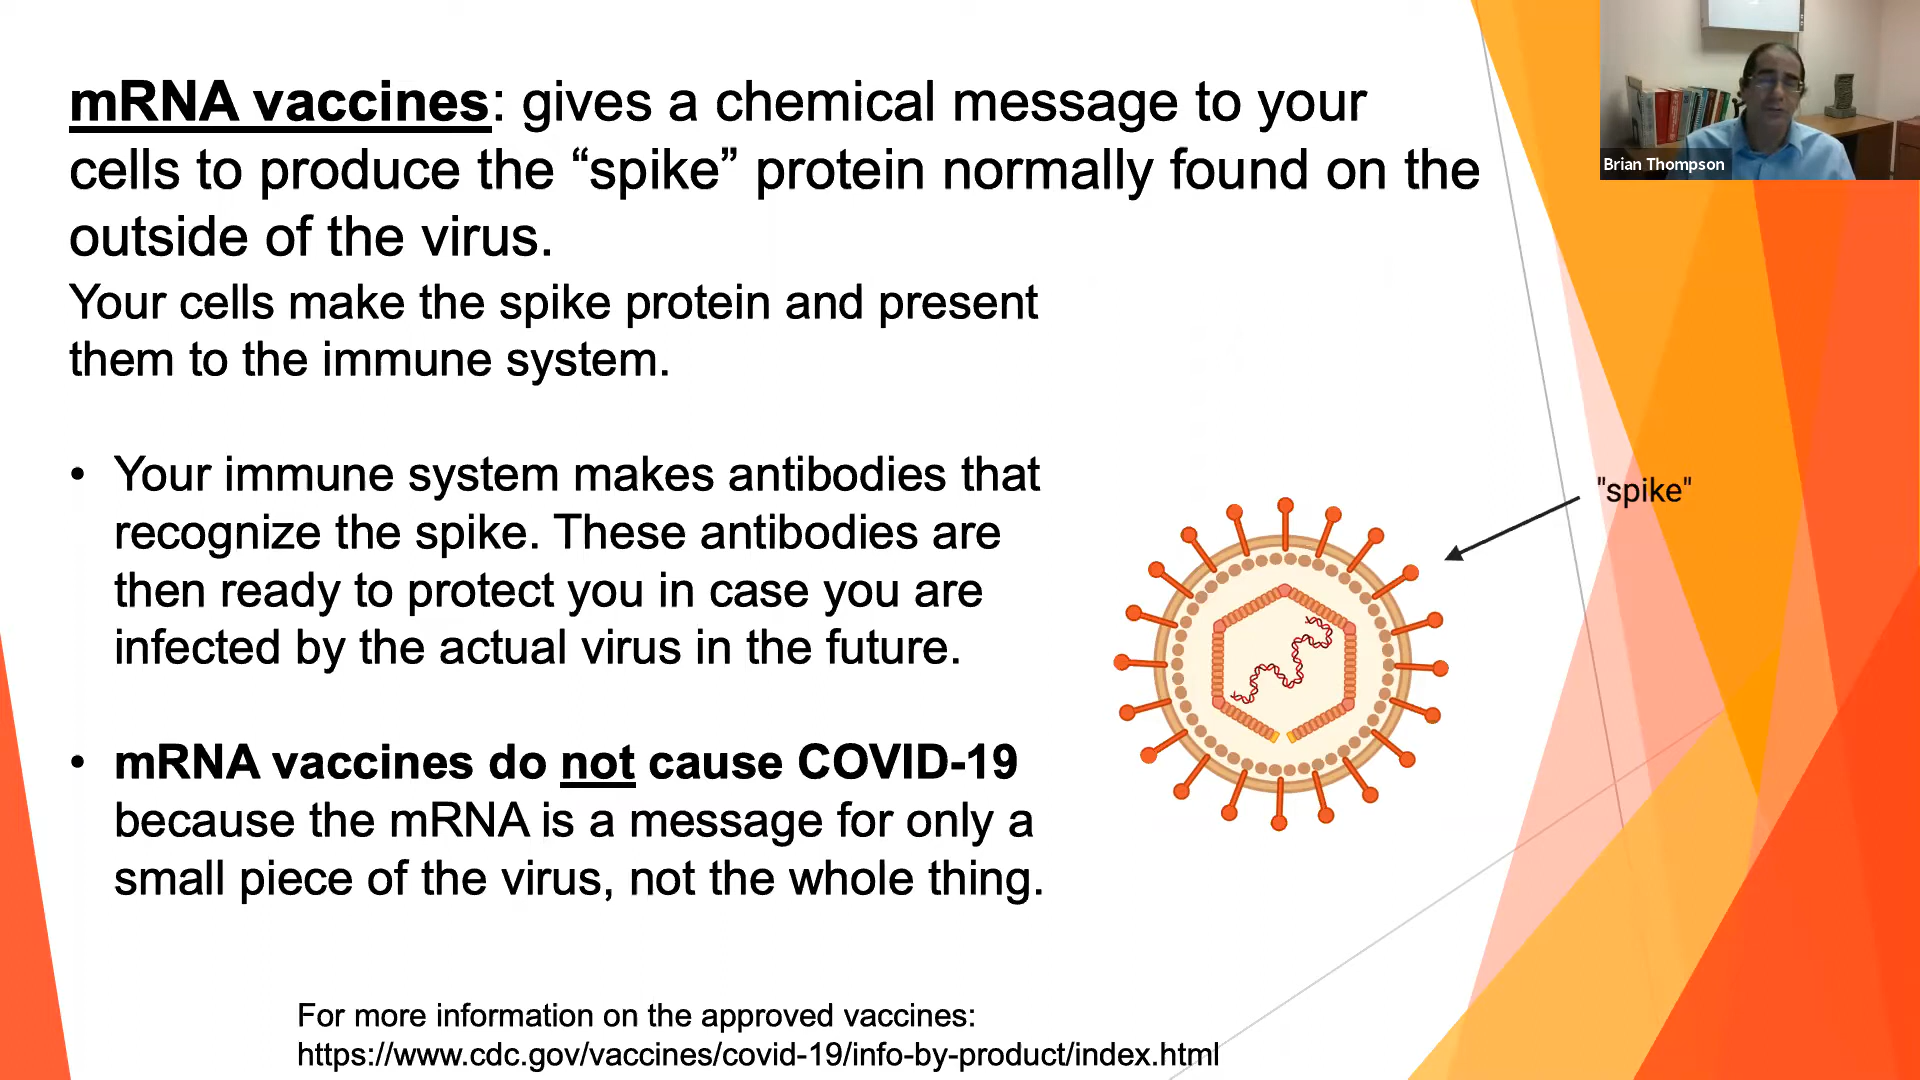 mRNA vaccines: gives a chemical message to your
cells to produce the “spike” protein normally found on the
outside of the virus.
Your cells make the spike protein and present
them to the immune system.
• Your immune system makes antibodies that
recognize the spike. These antibodies are
then ready to protect you in case you are
infected by the actual virus in the future.
• mRNA vaccines do not cause COVID-19
because the mRNA is a message for only a
small piece of the virus, not the whole thing.
"spike"
For more information on the approved vaccines:
https://www.cdc.gov/vaccines/covid-19/info-by-product/index.html
Brian Thompson